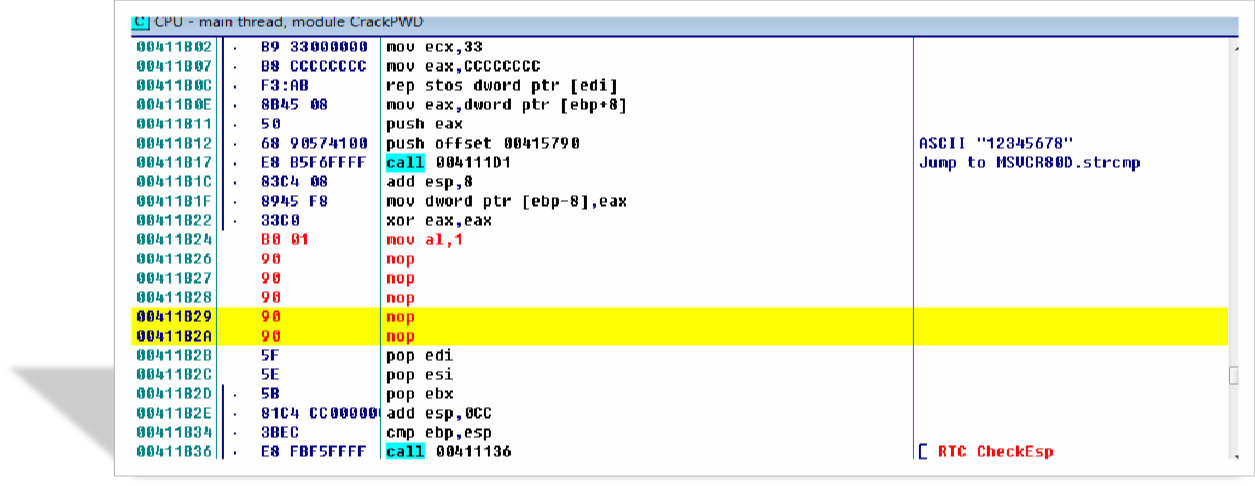 C CPU - main thread, module CrackPWD
00411B02 . B9 33000000 mov ecx,33
00411B07 . B8 CCCCCCCC mov eax,CCCCCCCC
00411B0C . F3:AB rep stos dword ptr [edi]
00411B0E . 8B45 08 mov eax,dword ptr [ebp+8]
00411B11 . 50 push eax
00411B12 . 68 90574100 push offset 00415790 ASCII "12345678"
00411B17 . E8 B5F6FFFF call 004111D1 Jump to MSVCR80D.strcmp
00411B1C . 83C4 08 add esp,8
00411B1F . 8945 F8 mov dword ptr [ebp-8],eax
00411B22 . 33C0 xor eax,eax
00411B24 B0 01 mov al,1
00411B26 90 nop
00411B27 90 nop
00411B28 90 nop
00411B29 90 nop
00411B2A 90 nop
00411B2B 5F pop edi
00411B2C 5E pop esi
00411B2D . 5B pop ebx
00411B2E . 81C4 CC00000 add esp,0CC
00411B34 . 3BEC cmp ebp,esp
00411B36 . E8 FBF5FFFF call 00411136 [ RTC CheckEsp